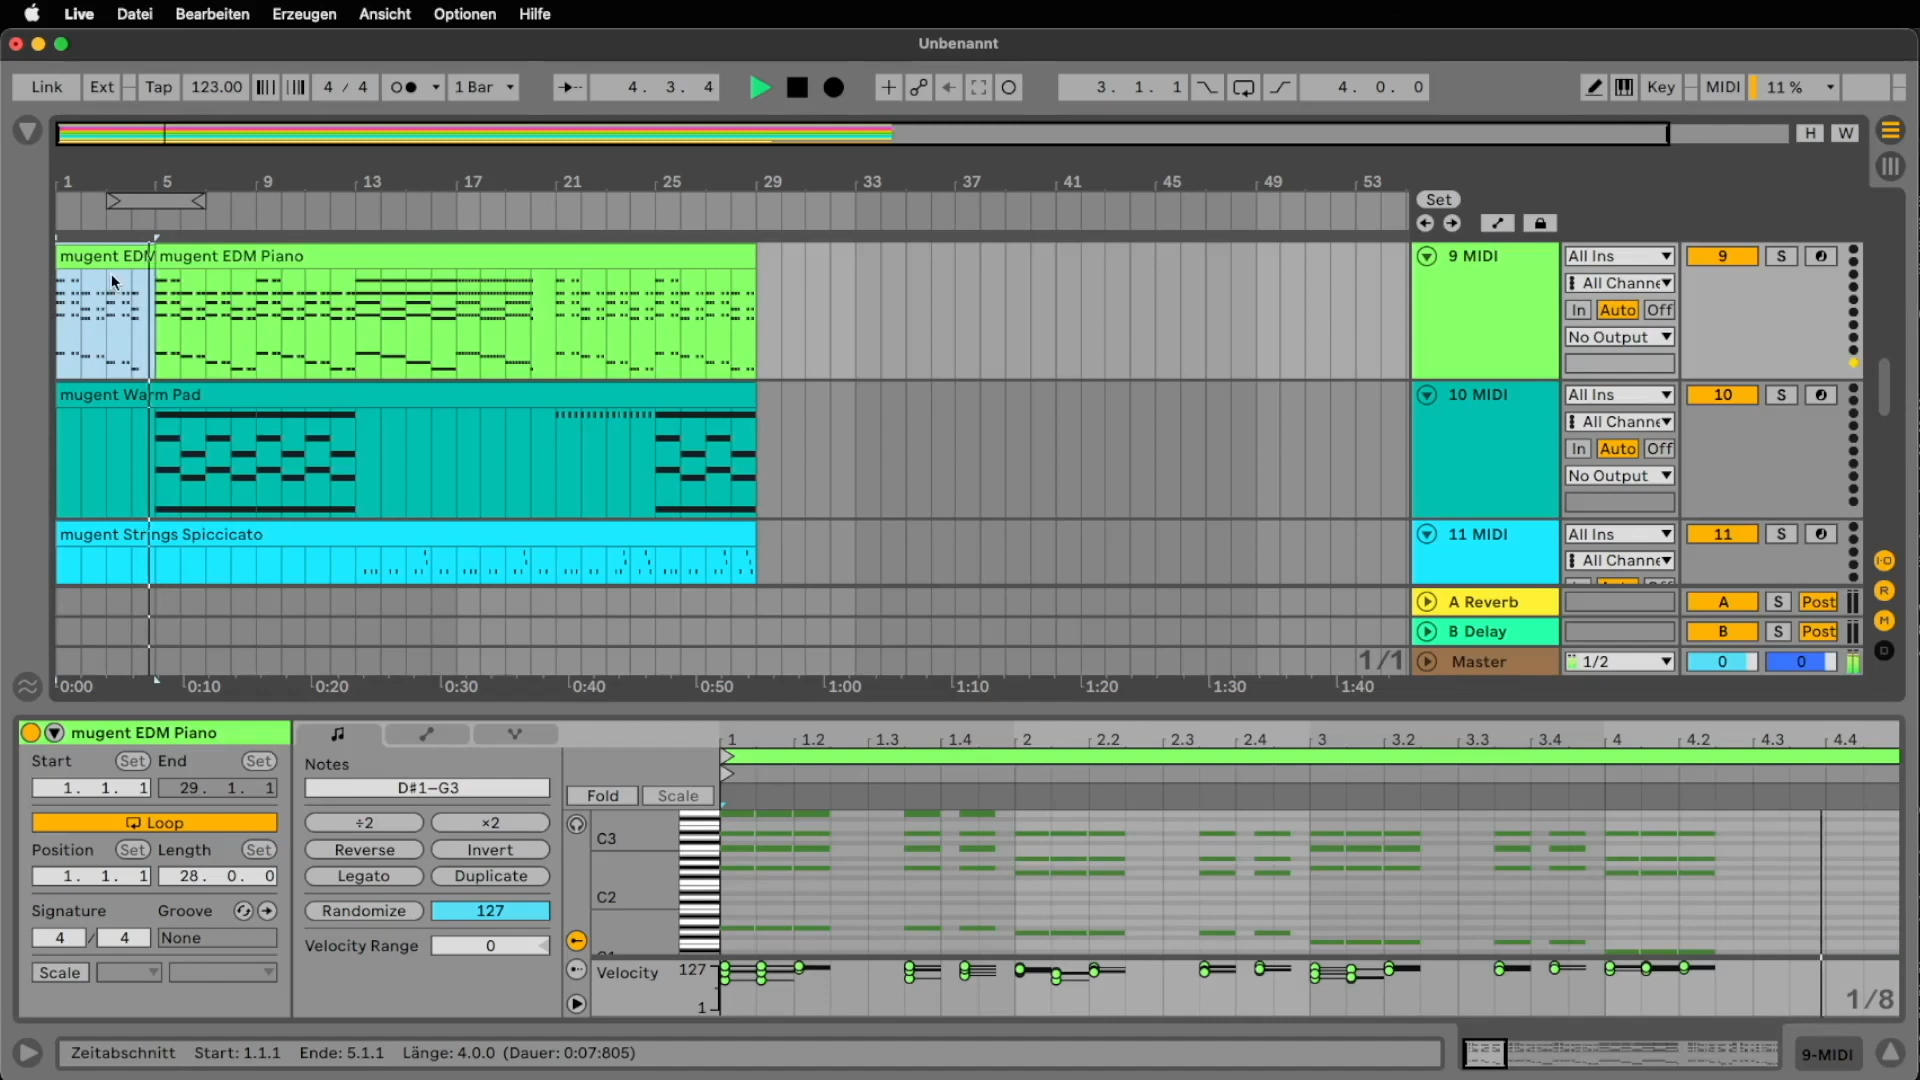 Live Datei Bearbeiten Erzeugen Ansicht Optionen Hilfe
Unbenannt
Link Ext Tap 123.00 4 / 4 1 Bar 4. 3. 4 3. 1. 1 4. 0. 0 Key MIDI 11 %
H W
1 5 9 13 17 21 25 29 33 37 41 45 49 53
Set
mugent EDM mugent EDM Piano
9 MIDI All Ins 9 S
All Channe
In Auto Off
No Output
mugent Warm Pad
10 MIDI All Ins 10 S
All Channe
In Auto Off
No Output
mugent Strings Spiccicato
11 MIDI All Ins 11 S
All Channe
A Reverb A S Post
B Delay B S Post
1/1 Master 1/2 0 0
0:00 0:10 0:20 0:30 0:40 0:50 1:00 1:10 1:20 1:30 1:40
I·O
R
M
D
mugent EDM Piano
Start Set End Set
1. 1. 1 29. 1. 1
Loop
Position Set Length Set
1. 1. 1 28. 0. 0
Signature Groove
4 / 4 None
Scale
Notes
D#1–G3
÷2 ×2
Reverse Invert
Legato Duplicate
Randomize 127
Velocity Range 0
1 1.2 1.3 1.4 2 2.2 2.3 2.4 3 3.2 3.3 3.4 4 4.2 4.3 4.4
Fold Scale
C3
C2
Velocity 127
1
1/8
Zeitabschnitt Start: 1.1.1 Ende: 5.1.1 Länge: 4.0.0 (Dauer: 0:07:805)
9-MIDI